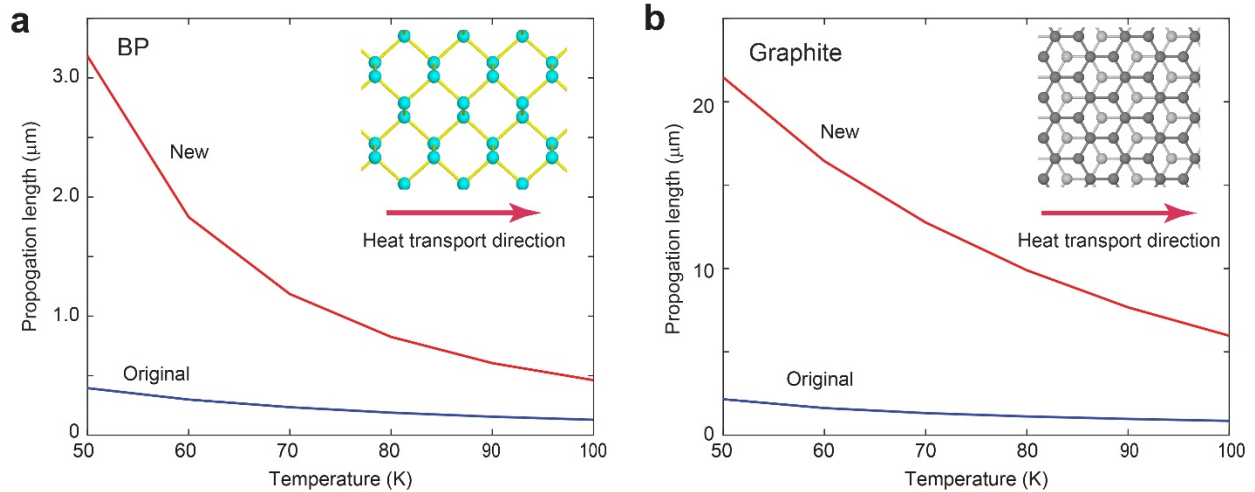 a
BP
3.0
2.0
1.0
0
Propogation length (μm)
New
Original
Heat transport direction
50 60 70 80 90 100
Temperature (K)
b
Graphite
20
10
0
Propogation length (μm)
New
Original
Heat transport direction
50 60 70 80 90 100
Temperature (K)